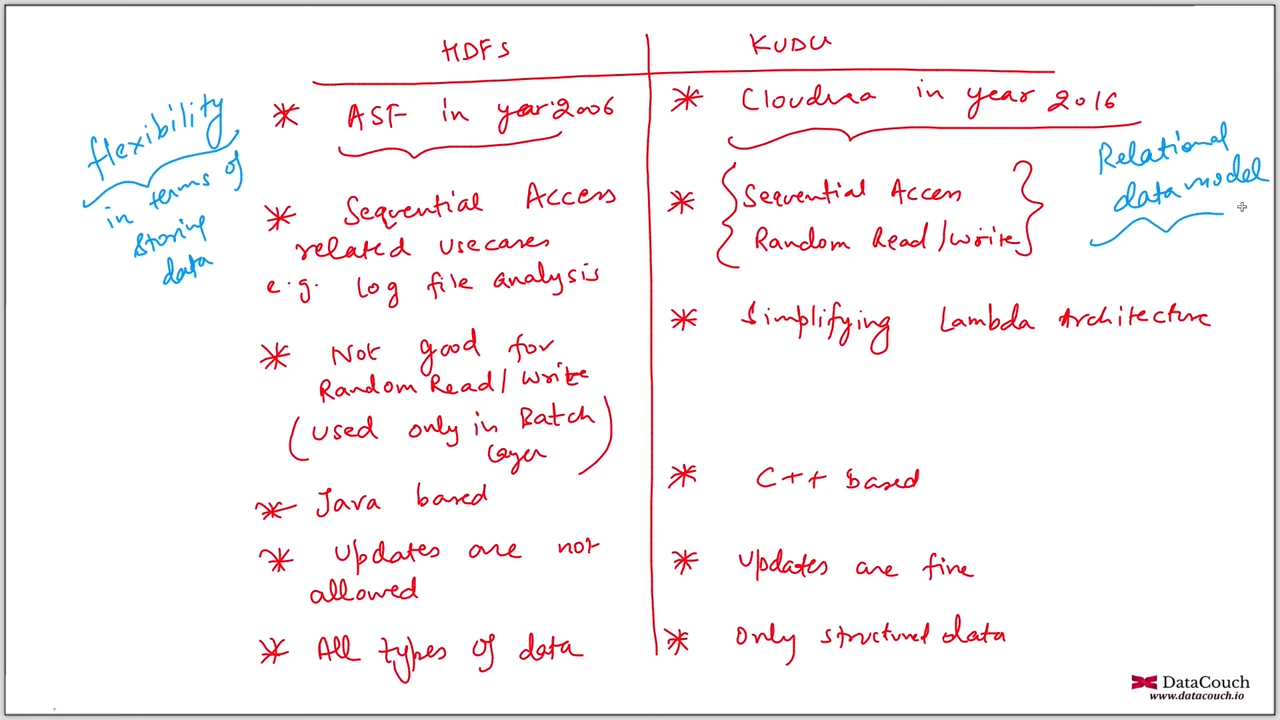 HDFS
KUDU
flexibility
in terms of
storing
data
* ASF in year 2006
* Sequential Access
related usecases
e.g. Log file analysis
* Not good for
Random Read/Write
(used only in Batch
layer)
* Java based
* Updates are not
allowed
* All types of data
* Cloudera in year 2016
* {Sequential Access
Random Read/Write}
* Simplifying Lambda Architecture
* C++ based
* Updates are fine
* Only structured data
Relational
data model
DataCouch
www.datacouch.io